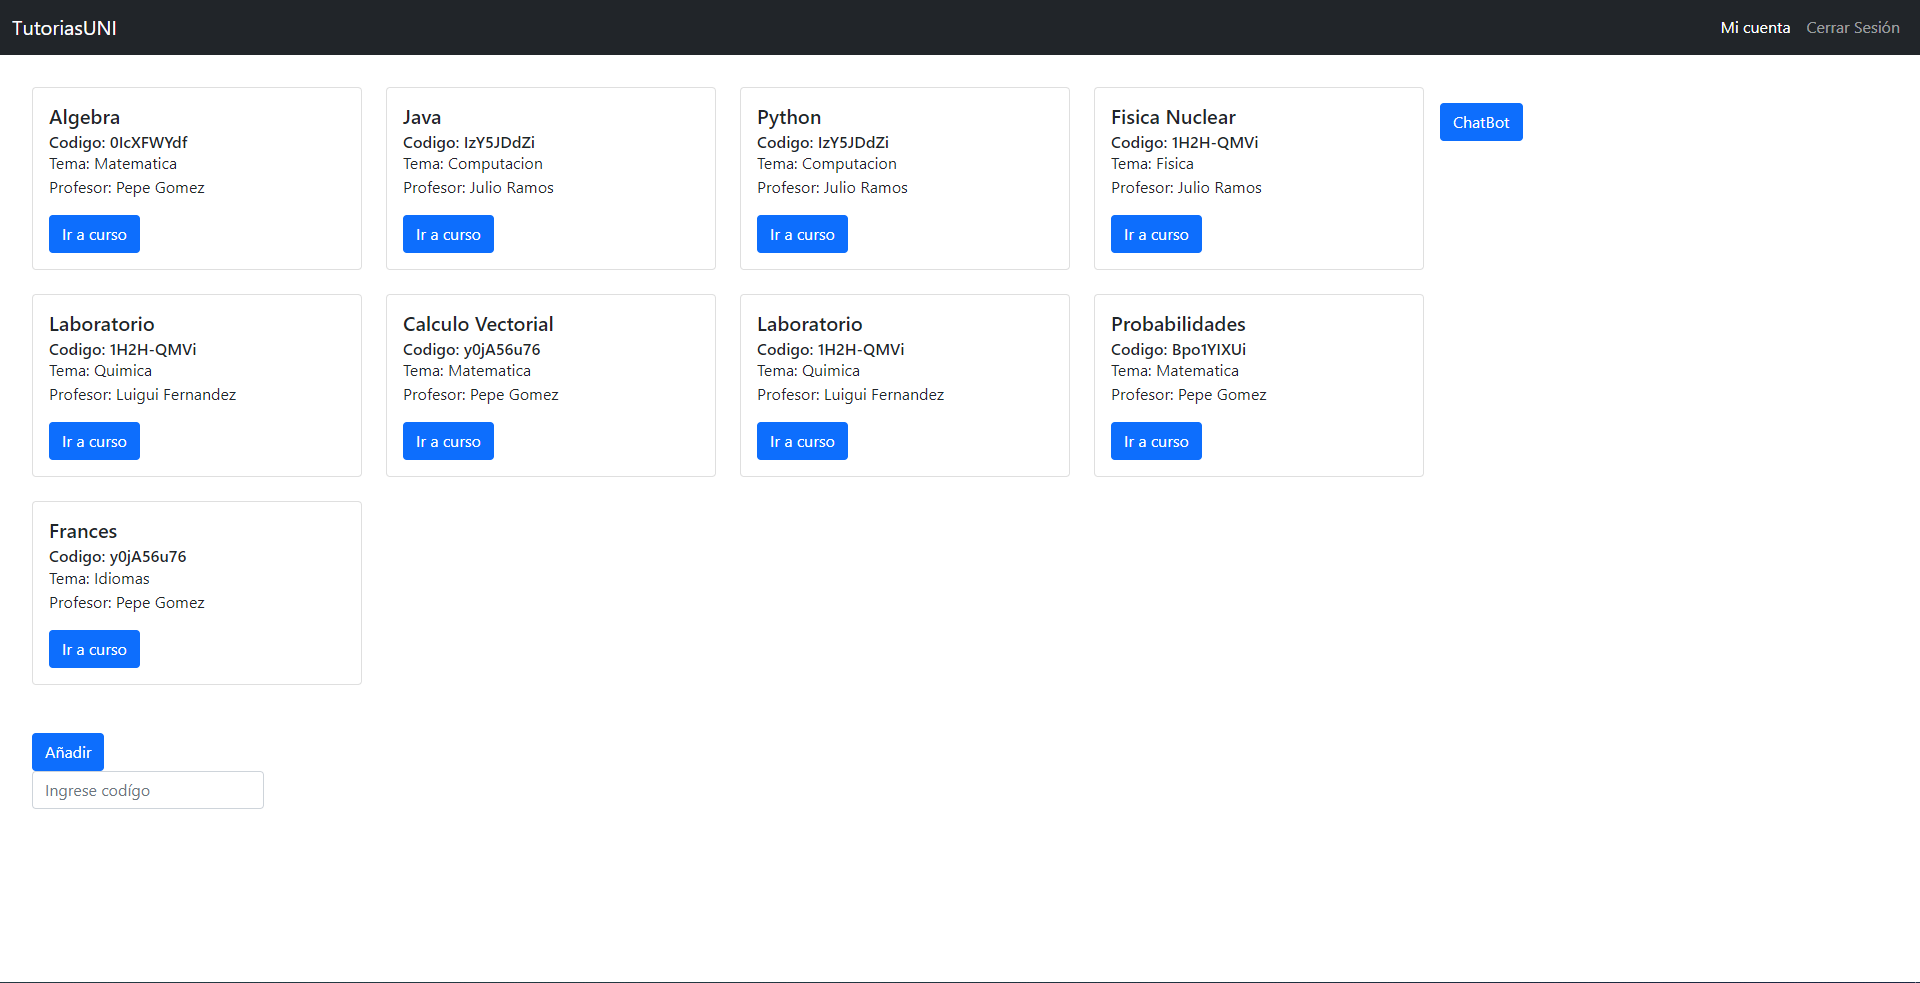 TutoriasUNI
Mi cuenta Cerrar Sesión
Algebra
Codigo: 0IcXFWYdf
Tema: Matematica
Profesor: Pepe Gomez
Ir a curso
Java
Codigo: IzY5JDdZi
Tema: Computacion
Profesor: Julio Ramos
Ir a curso
Python
Codigo: IzY5JDdZi
Tema: Computacion
Profesor: Julio Ramos
Ir a curso
Fisica Nuclear
Codigo: 1H2H-QMVi
Tema: Fisica
Profesor: Julio Ramos
Ir a curso
ChatBot
Laboratorio
Codigo: 1H2H-QMVi
Tema: Quimica
Profesor: Luigui Fernandez
Ir a curso
Calculo Vectorial
Codigo: y0jA56u76
Tema: Matematica
Profesor: Pepe Gomez
Ir a curso
Laboratorio
Codigo: 1H2H-QMVi
Tema: Quimica
Profesor: Luigui Fernandez
Ir a curso
Probabilidades
Codigo: Bpo1YIXUi
Tema: Matematica
Profesor: Pepe Gomez
Ir a curso
Frances
Codigo: y0jA56u76
Tema: Idiomas
Profesor: Pepe Gomez
Ir a curso
Añadir
Ingrese codígo